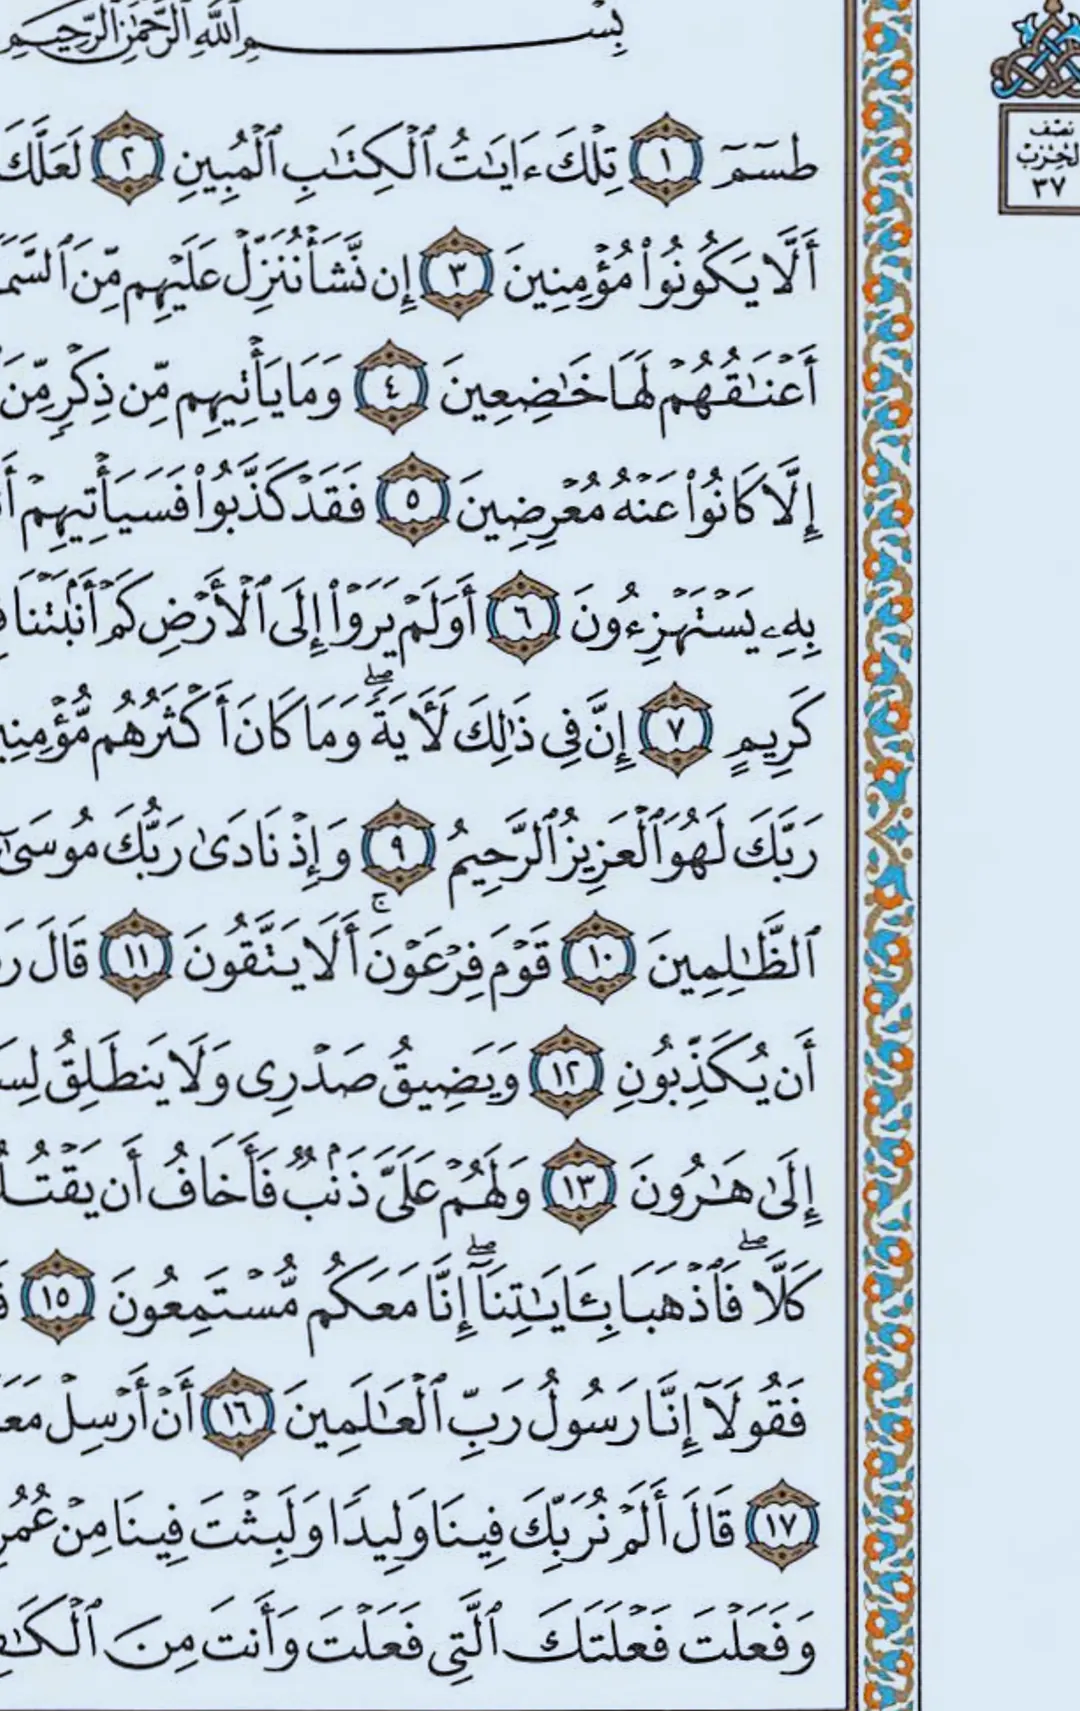 بِسْمِ ٱللَّهِ ٱلرَّحْمَٰنِ ٱلرَّحِيمِ
نصف
الحزب
٣٧
طسٓمٓ ١ تِلْكَ ءَايَٰتُ ٱلْكِتَٰبِ ٱلْمُبِينِ ٢ لَعَلَّكَ
أَلَّا يَكُونُوا۟ مُؤْمِنِينَ ٣ إِن نَّشَأْ نُنَزِّلْ عَلَيْهِم مِّنَ
أَعْنَٰقُهُمْ لَهَا خَٰضِعِينَ ٤ وَمَا يَأْتِيهِم مِّن ذِكْرٍ مِّنَ
إِلَّا كَانُوا۟ عَنْهُ مُعْرِضِينَ ٥ فَقَدْ كَذَّبُوا۟ فَسَيَأْتِيهِمْ
بِهِۦ يَسْتَهْزِءُونَ ٦ أَوَلَمْ يَرَوْا۟ إِلَى ٱلْأَرْضِ كَمْ أَنۢبَتْنَا
كَرِيمٍ ٧ إِنَّ فِى ذَٰلِكَ لَءَايَةًۖ وَمَا كَانَ أَكْثَرُهُم
رَبَّكَ لَهُوَ ٱلْعَزِيزُ ٱلرَّحِيمُ ٩ وَإِذْ نَادَىٰ رَبُّكَ مُوسَىٰٓ
ٱلظَّٰلِمِينَ ١٠ قَوْمَ فِرْعَوْنَۚ أَلَا يَتَّقُونَ ١١ قَالَ
أَن يُكَذِّبُونِ ١٢ وَيَضِيقُ صَدْرِى وَلَا يَنطَلِقُ
إِلَىٰ هَٰرُونَ ١٣ وَلَهُمْ عَلَىَّ ذَنۢبٌ فَأَخَافُ أَن
كَلَّاۖ فَٱذْهَبَا بِـَٔايَٰتِنَآۖ إِنَّا مَعَكُم مُّسْتَمِعُونَ ١٥
فَقُولَآ إِنَّا رَسُولُ رَبِّ ٱلْعَٰلَمِينَ ١٦ أَنْ أَرْسِلْ
١٧ قَالَ أَلَمْ نُرَبِّكَ فِينَا وَلِيدًا وَلَبِثْتَ فِينَا مِنْ
وَفَعَلْتَ فَعْلَتَكَ ٱلَّتِى فَعَلْتَ وَأَنتَ مِنَ